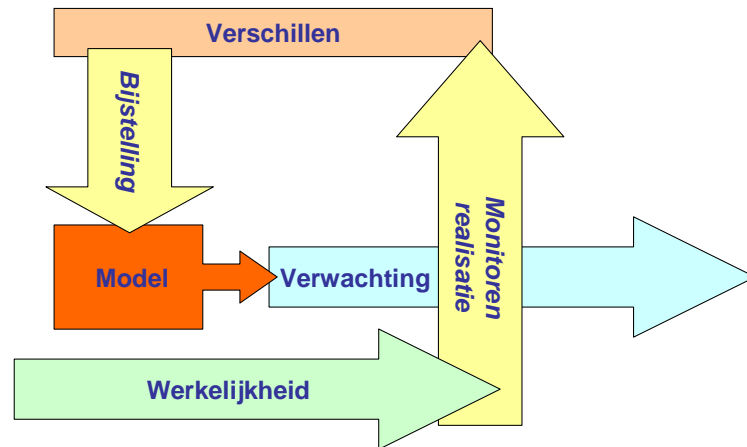 Verschillen
Bijstelling
Model
Verwachting
Monitoren
realisatie
Werkelijkheid